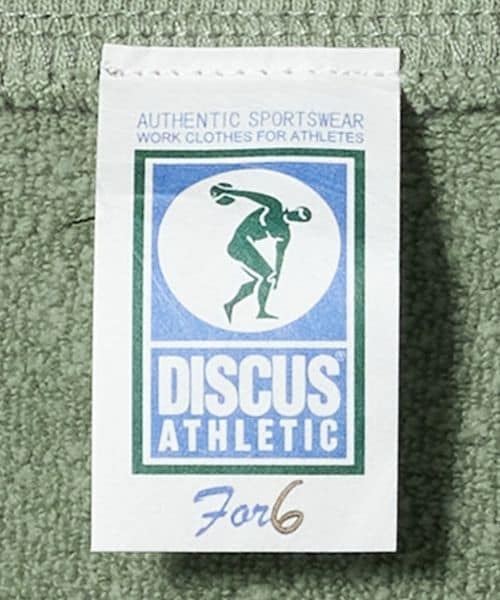 AUTHENTIC SPORTSWEAR
WORK CLOTHES FOR ATHLETES
DISCUS®
ATHLETIC
For6